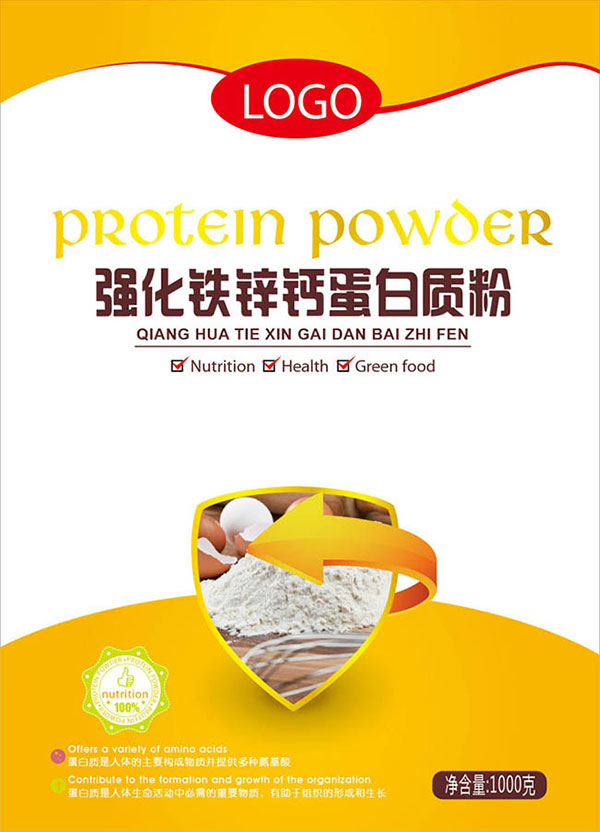 LOGO
PROTEIN POWDER
强化铁锌钙蛋白质粉
QIANG HUA TIE XIN GAI DAN BAI ZHI FEN
Nutrition Health Green food
PROTEIN POWDER PROTEIN POWDER
nutrition
100%
Offers a variety of amino acids
蛋白质是人体的主要构成物质并提供多种氨基酸
Contribute to the formation and growth of the organization
蛋白质是人体生命活动中必需的重要物质，有助于组织的形成和生长
净含量:1000克